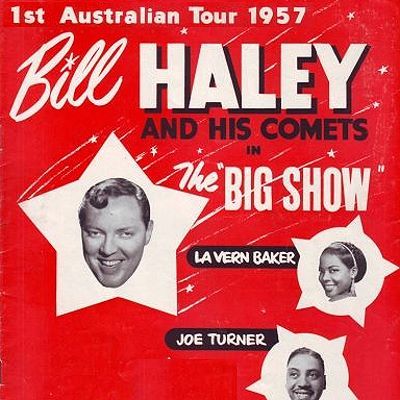 1st Australian Tour 1957
Bill HALEY
AND HIS COMETS
IN
The "BIG SHOW"
LA VERN BAKER
JOE TURNER